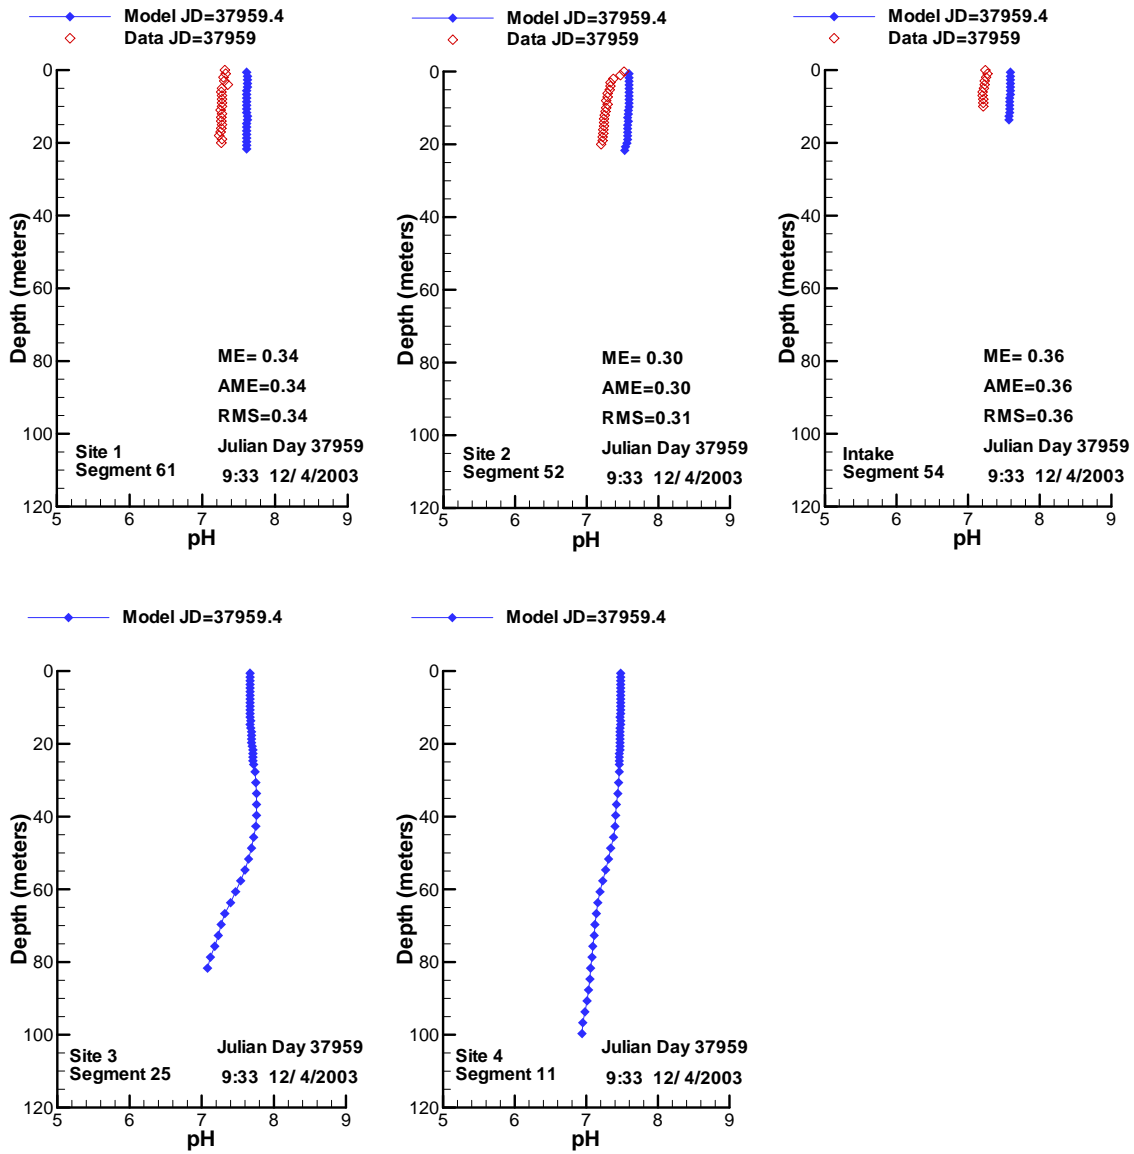 Model JD=37959.4
Data JD=37959
0
20
40
60
80
100
120
Depth (meters)
ME= 0.34
AME=0.34
RMS=0.34
Julian Day 37959
9:33 12/ 4/2003
Site 1
Segment 61
5 6 7 8 9
pH
Model JD=37959.4
Data JD=37959
0
20
40
60
80
100
120
Depth (meters)
ME= 0.30
AME=0.30
RMS=0.31
Julian Day 37959
9:33 12/ 4/2003
Site 2
Segment 52
5 6 7 8 9
pH
Model JD=37959.4
Data JD=37959
0
20
40
60
80
100
120
Depth (meters)
ME= 0.36
AME=0.36
RMS=0.36
Julian Day 37959
9:33 12/ 4/2003
Intake
Segment 54
5 6 7 8 9
pH
Model JD=37959.4
0
20
40
60
80
100
120
Depth (meters)
Julian Day 37959
9:33 12/ 4/2003
Site 3
Segment 25
5 6 7 8 9
pH
Model JD=37959.4
0
20
40
60
80
100
120
Depth (meters)
Julian Day 37959
9:33 12/ 4/2003
Site 4
Segment 11
5 6 7 8 9
pH